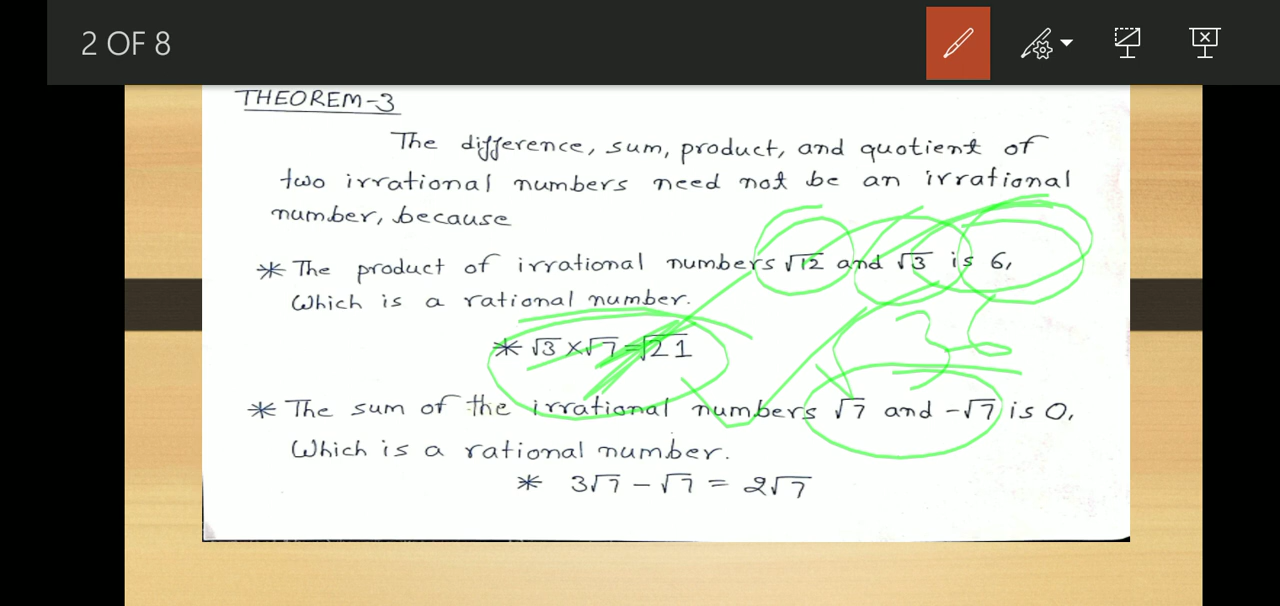 2 OF 8
THEOREM-3
The difference, sum, product, and quotient of
two irrational numbers need not be an irrational
number, because
* The product of irrational numbers √12 and √3 is 6,
Which is a rational number.
* √3 × √7 = √21
36
* The sum of the irrational numbers √7 and -√7 is 0,
Which is a rational number.
* 3√7 - √7 = 2√7